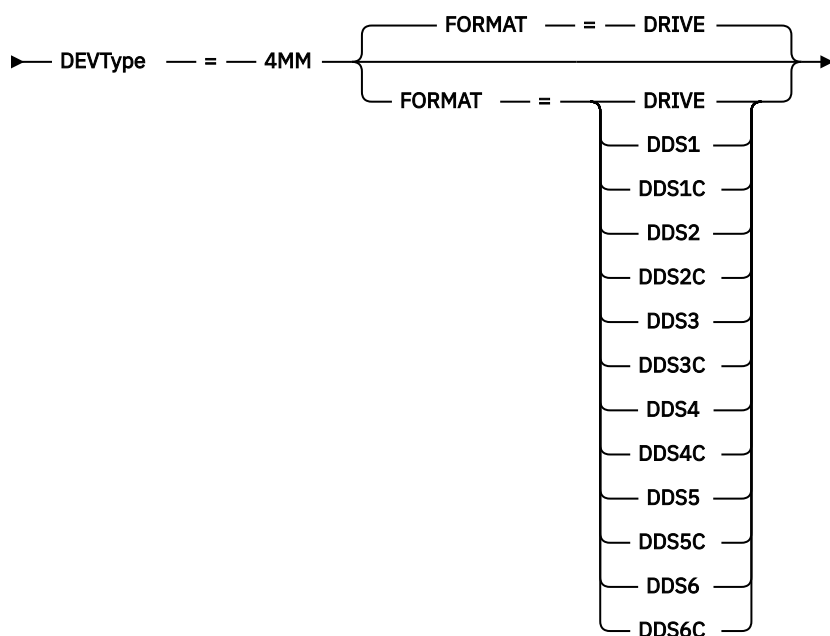 FORMAT = DRIVE
DEVType = 4MM
FORMAT = DRIVE
DDS1
DDS1C
DDS2
DDS2C
DDS3
DDS3C
DDS4
DDS4C
DDS5
DDS5C
DDS6
DDS6C